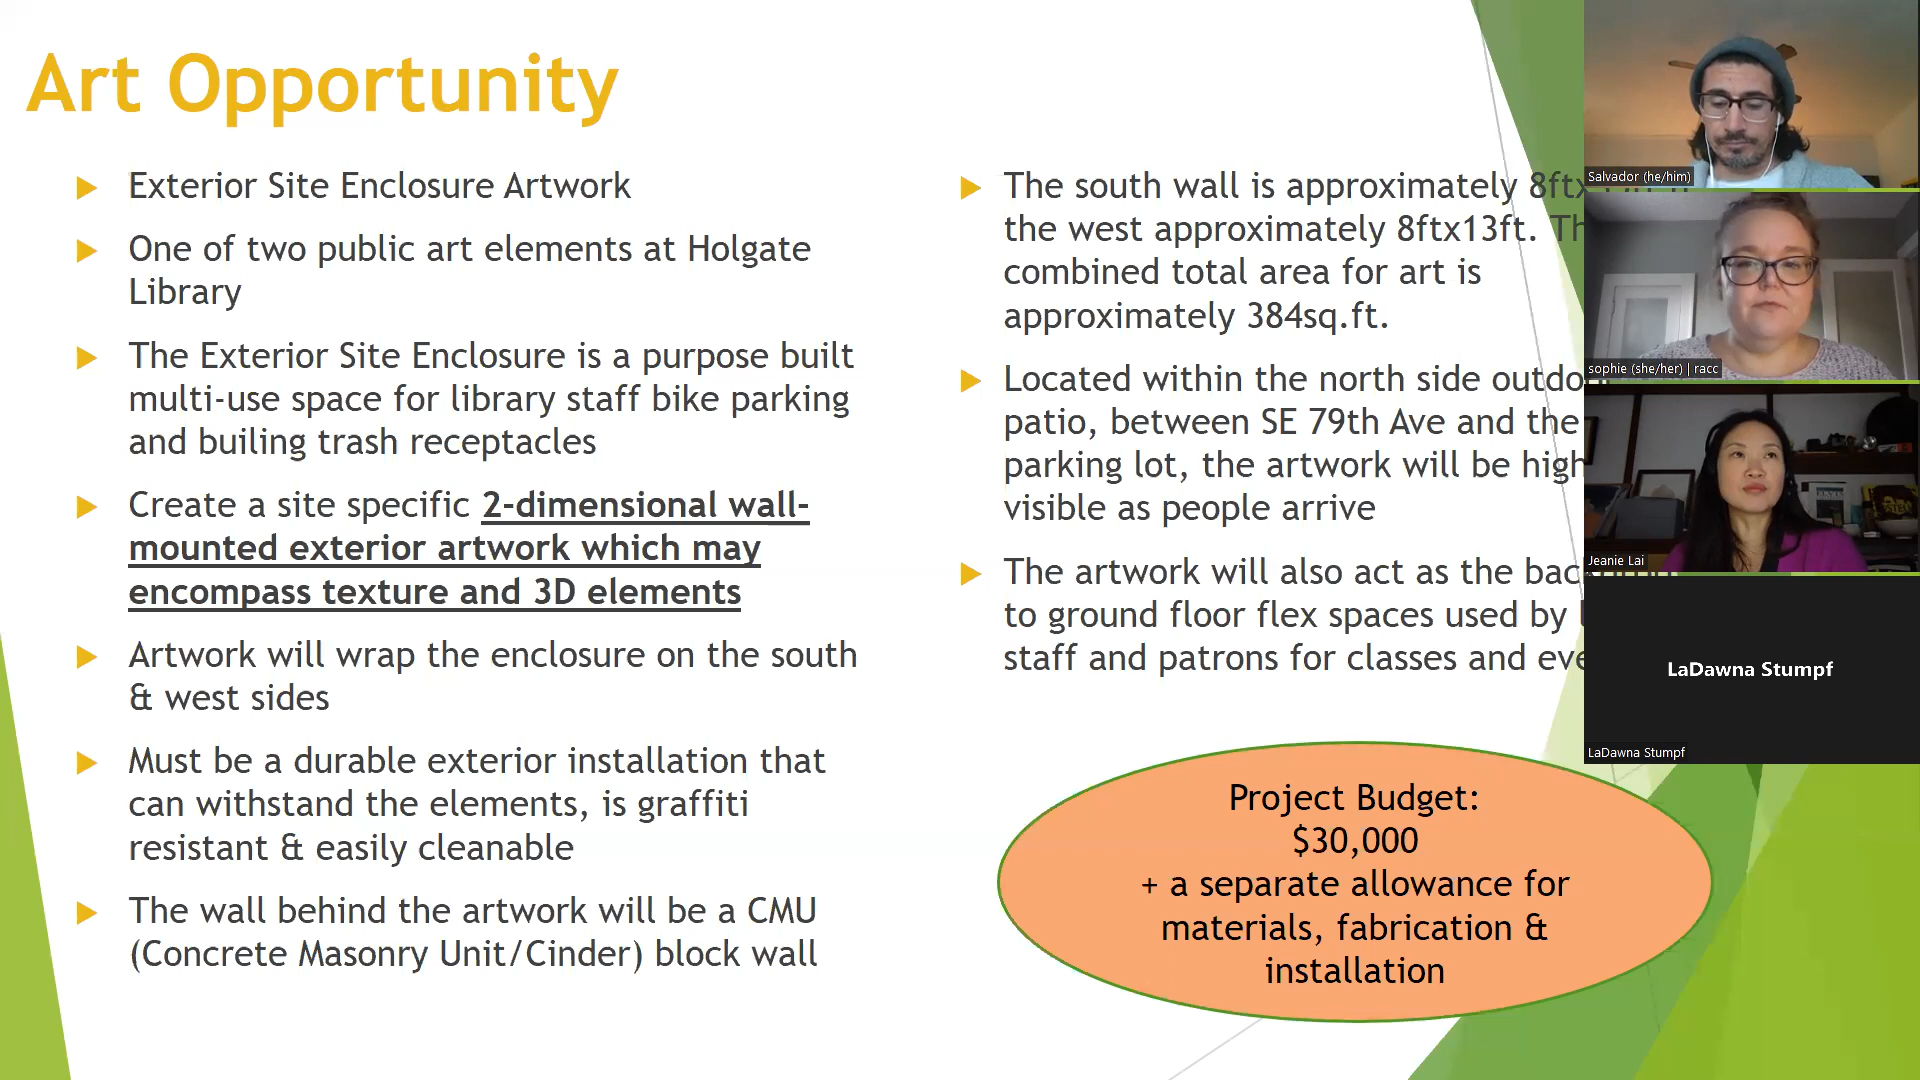 Art Opportunity
Exterior Site Enclosure Artwork
One of two public art elements at Holgate
Library
The Exterior Site Enclosure is a purpose built
multi-use space for library staff bike parking
and builing trash receptacles
Create a site specific 2-dimensional wall-
mounted exterior artwork which may
encompass texture and 3D elements
Artwork will wrap the enclosure on the south
& west sides
Must be a durable exterior installation that
can withstand the elements, is graffiti
resistant & easily cleanable
The wall behind the artwork will be a CMU
(Concrete Masonry Unit/Cinder) block wall
The south wall is approximately
the west approximately 8ftx13ft.
combined total area for art is
approximately 384sq.ft.
Located within the north side
patio, between SE 79th Ave and the
parking lot, the artwork will be
visible as people arrive
The artwork will also act as the
to ground floor flex spaces used by
staff and patrons for classes and
Project Budget:
$30,000
+ a separate allowance for
materials, fabrication &
installation
Salvador (he/him)
sophie (she/her) | racc
Jeanie Lai
LaDawna Stumpf
LaDawna Stumpf